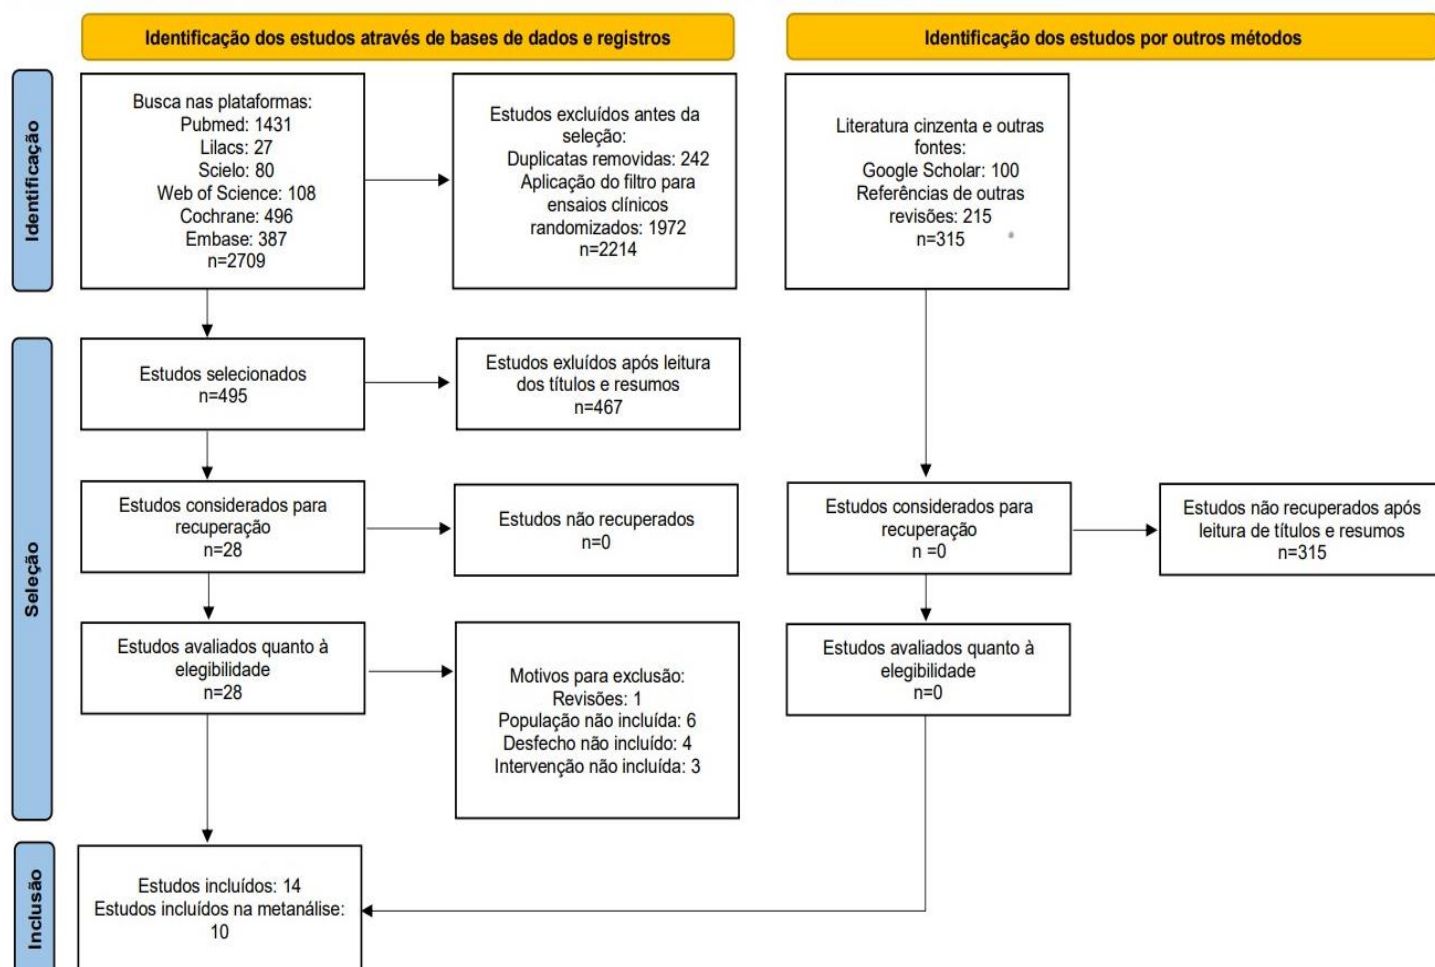 Identificação dos estudos através de bases de dados e registros
Identificação dos estudos por outros métodos
Identificação
Busca nas plataformas:
Pubmed: 1431
Lilacs: 27
Scielo: 80
Web of Science: 108
Cochrane: 496
Embase: 387
n=2709
Estudos excluídos antes da
seleção:
Duplicatas removidas: 242
Aplicação do filtro para
ensaios clínicos
randomizados: 1972
n=2214
Literatura cinzenta e outras
fontes:
Google Scholar: 100
Referências de outras
revisões: 215
n=315
Seleção
Estudos selecionados
n=495
Estudos exluídos após leitura
dos títulos e resumos
n=467
Estudos considerados para
recuperação
n=28
Estudos não recuperados
n=0
Estudos considerados para
recuperação
n =0
Estudos não recuperados após
leitura de títulos e resumos
n=315
Estudos avaliados quanto à
elegibilidade
n=28
Motivos para exclusão:
Revisões: 1
População não incluída: 6
Desfecho não incluído: 4
Intervenção não incluída: 3
Estudos avaliados quanto à
elegibilidade
n=0
Inclusão
Estudos incluídos: 14
Estudos incluídos na metanálise:
10